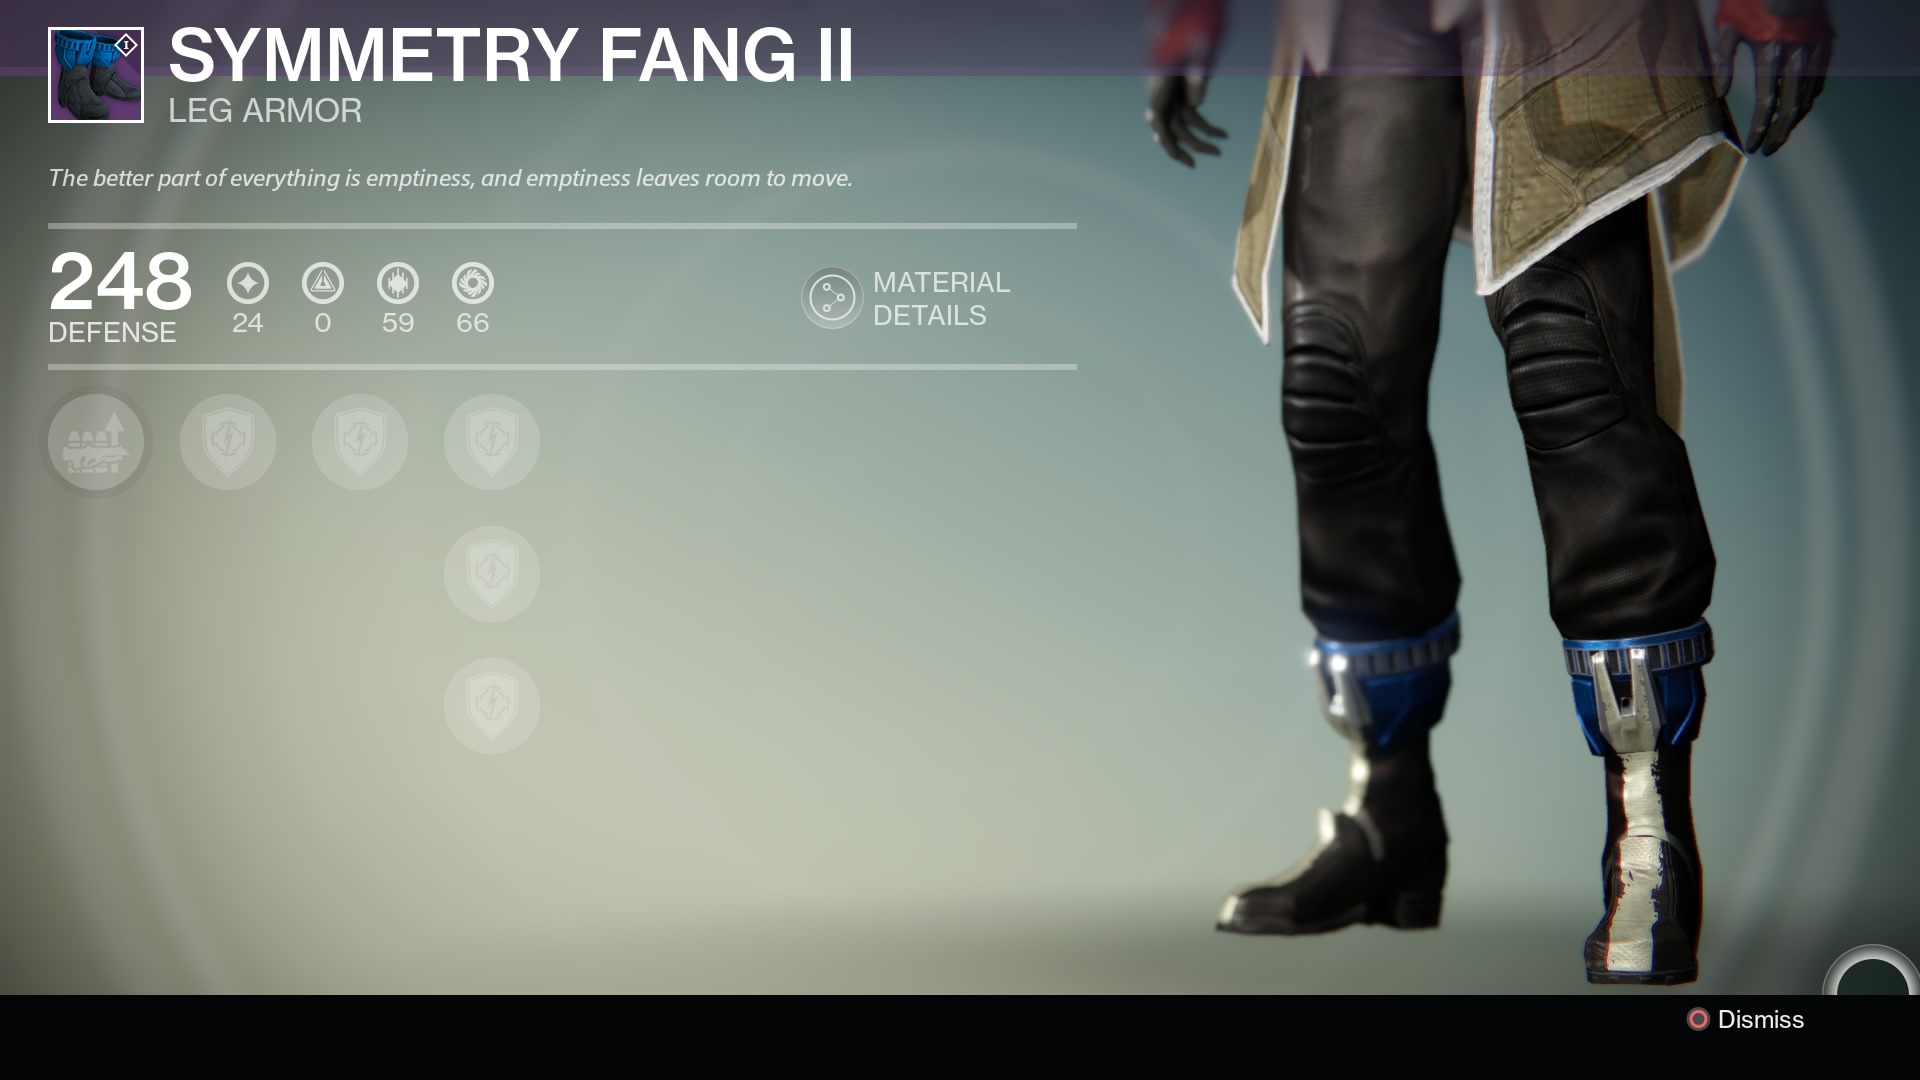 SYMMETRY FANG II
LEG ARMOR
The better part of everything is emptiness, and emptiness leaves room to move.
248
DEFENSE
24
0
59
66
MATERIAL
DETAILS
Dismiss